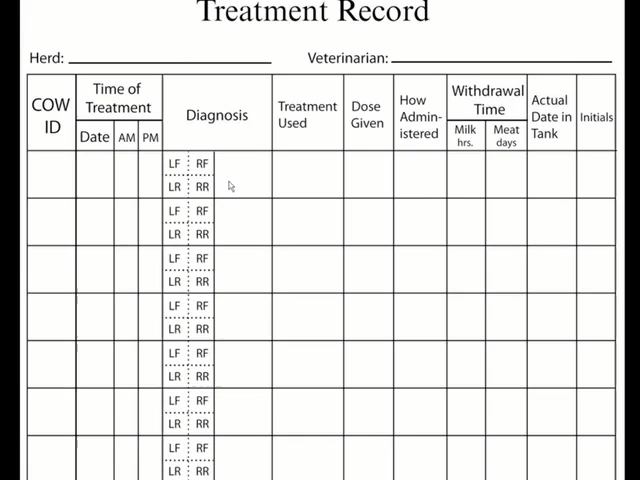 Treatment Record
Herd: Veterinarian:
COW ID Time of Treatment Diagnosis Treatment Used Dose Given How Admin-istered Withdrawal Time Actual Date in Tank Initials
Date AM PM Milk hrs. Meat days
LF RF
LR RR
LF RF
LR RR
LF RF
LR RR
LF RF
LR RR
LF RF
LR RR
LF RF
LR RR
LF RF
LR RR